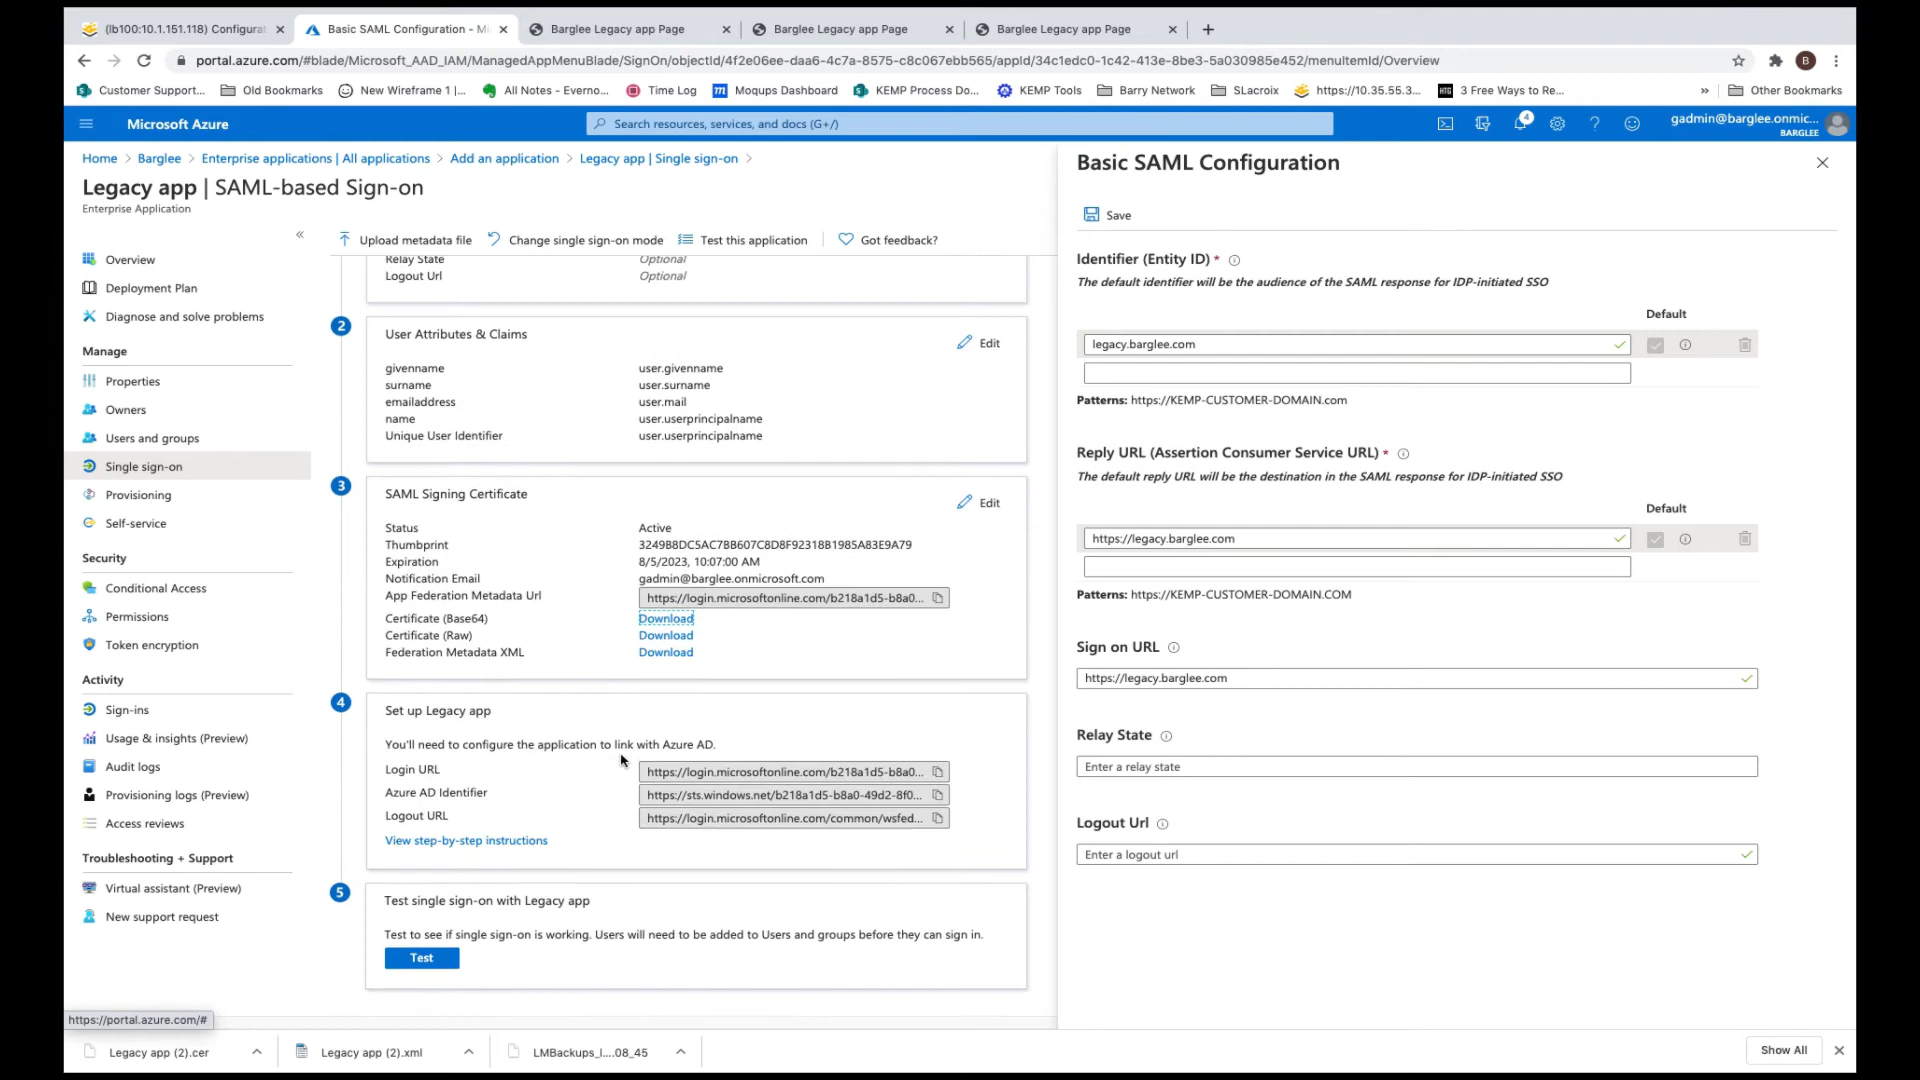 (lb100:10.1.151.118) Configurat
Basic SAML Configuration - Mi
Barglee Legacy app Page
Barglee Legacy app Page
Barglee Legacy app Page
portal.azure.com/#blade/Microsoft_AAD_IAM/ManagedAppMenuBlade/SignOn/objectId/4f2e06ee-daa6-4c7a-8575-c8c067ebb565/appId/34c1edc0-1c42-413e-8be3-5a030985e452/menuItemId/Overview
B
Customer Support...
Old Bookmarks
New Wireframe 1 |...
All Notes - Everno...
Time Log
Moqups Dashboard
KEMP Process Do...
KEMP Tools
Barry Network
SLacroix
https://10.35.55.3...
HTG
3 Free Ways to Re...
»
Other Bookmarks
Microsoft Azure
Search resources, services, and docs (G+/)
4
gadmin@barglee.onmic...
BARGLEE
Home > Barglee > Enterprise applications | All applications > Add an application > Legacy app | Single sign-on >
Legacy app | SAML-based Sign-on
Enterprise Application
«
Overview
Deployment Plan
Diagnose and solve problems
Manage
Properties
Owners
Users and groups
Single sign-on
Provisioning
Self-service
Security
Conditional Access
Permissions
Token encryption
Activity
Sign-ins
Usage & insights (Preview)
Audit logs
Provisioning logs (Preview)
Access reviews
Troubleshooting + Support
Virtual assistant (Preview)
New support request
Upload metadata file
Change single sign-on mode
Test this application
Got feedback?
Relay State Optional
Logout Url Optional
2
User Attributes & Claims
Edit
givenname user.givenname
surname user.surname
emailaddress user.mail
name user.userprincipalname
Unique User Identifier user.userprincipalname
3
SAML Signing Certificate
Edit
Status Active
Thumbprint 3249B8DC5AC7BB607C8D8F92318B1985A83E9A79
Expiration 8/5/2023, 10:07:00 AM
Notification Email gadmin@barglee.onmicrosoft.com
App Federation Metadata Url https://login.microsoftonline.com/b218a1d5-b8a0...
Certificate (Base64) Download
Certificate (Raw) Download
Federation Metadata XML Download
4
Set up Legacy app
You'll need to configure the application to link with Azure AD.
Login URL https://login.microsoftonline.com/b218a1d5-b8a0...
Azure AD Identifier https://sts.windows.net/b218a1d5-b8a0-49d2-8f0...
Logout URL https://login.microsoftonline.com/common/wsfed...
View step-by-step instructions
5
Test single sign-on with Legacy app
Test to see if single sign-on is working. Users will need to be added to Users and groups before they can sign in.
Test
Basic SAML Configuration
Save
Identifier (Entity ID) *
The default identifier will be the audience of the SAML response for IDP-initiated SSO
Default
legacy.barglee.com
Patterns: https://KEMP-CUSTOMER-DOMAIN.com
Reply URL (Assertion Consumer Service URL) *
The default reply URL will be the destination in the SAML response for IDP-initiated SSO
Default
https://legacy.barglee.com
Patterns: https://KEMP-CUSTOMER-DOMAIN.COM
Sign on URL
https://legacy.barglee.com
Relay State
Enter a relay state
Logout Url
Enter a logout url
https://portal.azure.com/#
Legacy app (2).cer
Legacy app (2).xml
LMBackups_l....08_45
Show All